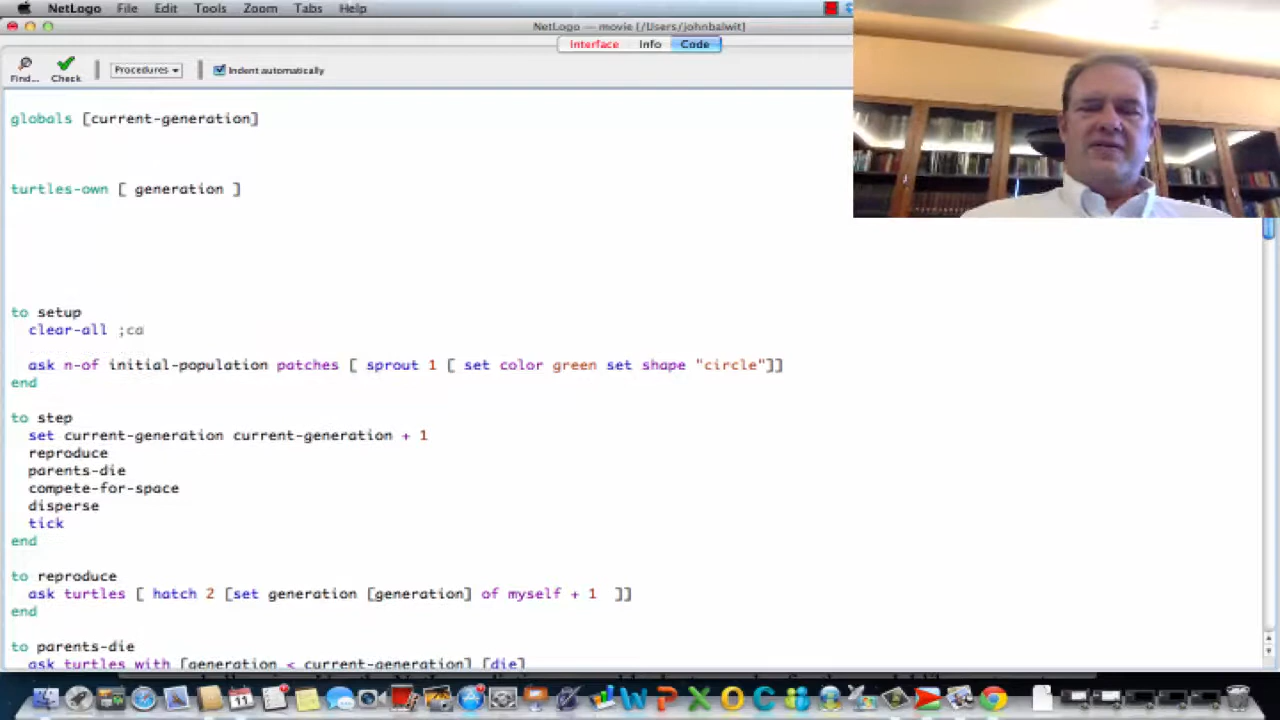 NetLogo File Edit Tools Zoom Tabs Help
NetLogo — movie [/Users/johnbalwit]
Interface Info Code
Find... Check Procedures Indent automatically
globals [current-generation]
turtles-own [ generation ]
to setup
clear-all ;ca
ask n-of initial-population patches [ sprout 1 [ set color green set shape "circle"]]
end
to step
set current-generation current-generation + 1
reproduce
parents-die
compete-for-space
disperse
tick
end
to reproduce
ask turtles [ hatch 2 [set generation [generation] of myself + 1 ]]
end
to parents-die
ask turtles with [generation < current-generation] [die]